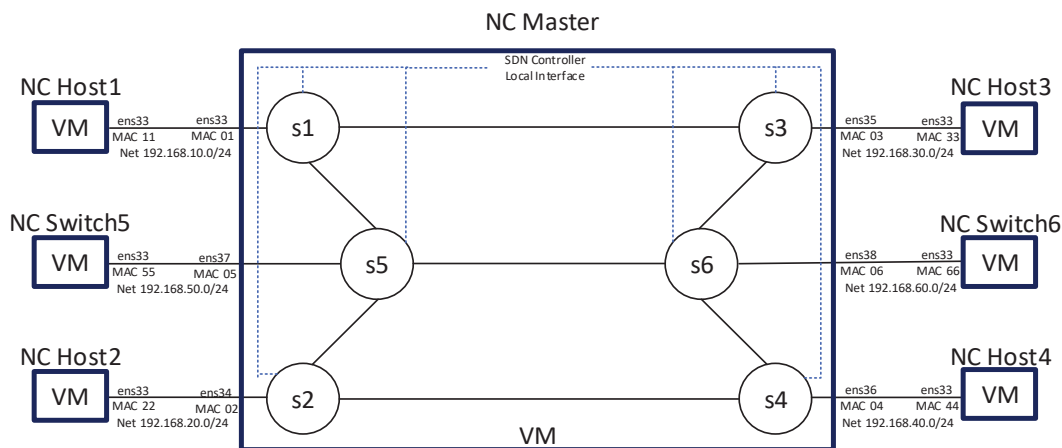 NC Master
SDN Controller
Local Interface
NC Host1
VM
ens33
MAC 11
ens33
MAC 01
Net 192.168.10.0/24
s1
s3
ens35
MAC 03
ens33
MAC 33
Net 192.168.30.0/24
NC Host3
VM
NC Switch5
VM
ens33
MAC 55
ens37
MAC 05
Net 192.168.50.0/24
s5
s6
ens38
MAC 06
ens33
MAC 66
Net 192.168.60.0/24
NC Switch6
VM
NC Host2
VM
ens33
MAC 22
ens34
MAC 02
Net 192.168.20.0/24
s2
s4
ens36
MAC 04
ens33
MAC 44
Net 192.168.40.0/24
NC Host4
VM
VM